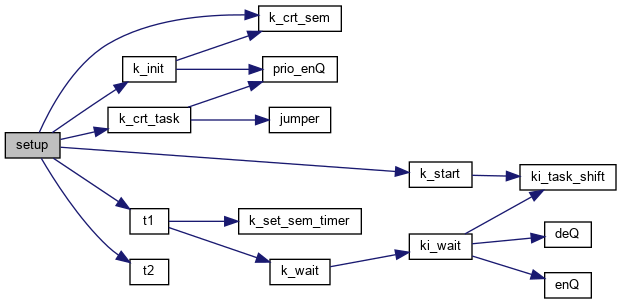 k_crt_sem
k_init
prio_enQ
k_crt_task
jumper
setup
k_start
ki_task_shift
t1
k_set_sem_timer
deQ
ki_wait
t2
k_wait
enQ